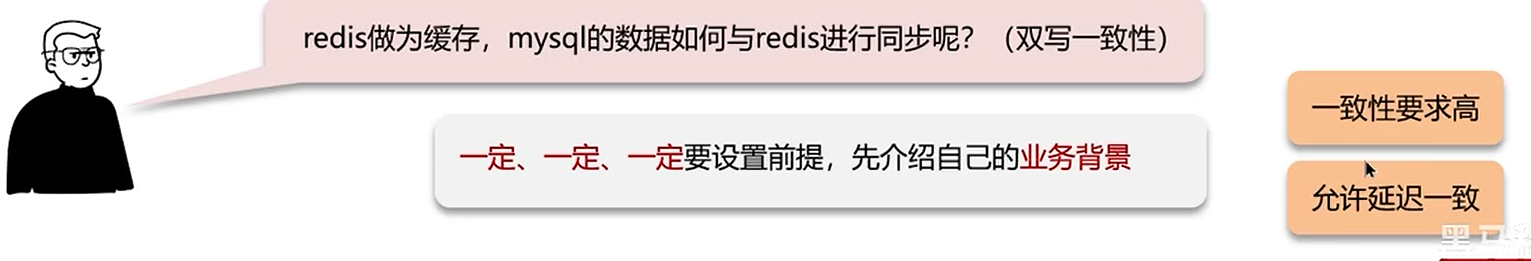 redis做为缓存，mysql的数据如何与redis进行同步呢？（双写一致性）
一定、一定、一定要设置前提，先介绍自己的业务背景
一致性要求高
允许延迟一致
黑马